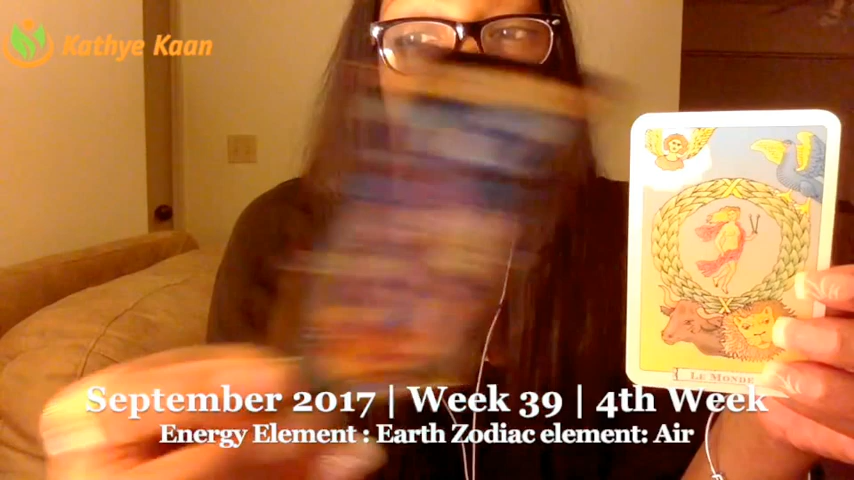 Kathye Kaan
LE MONDE
September 2017 | Week 39 | 4th Week
Energy Element : Earth Zodiac element: Air